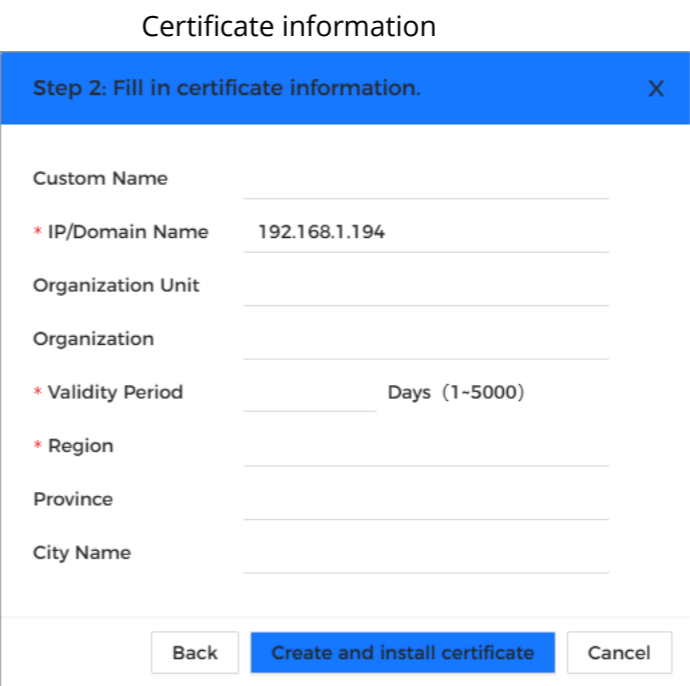 Certificate information
Step 2: Fill in certificate information. X
Custom Name
* IP/Domain Name 192.168.1.194
Organization Unit
Organization
* Validity Period Days (1~5000)
* Region
Province
City Name
Back Create and install certificate Cancel